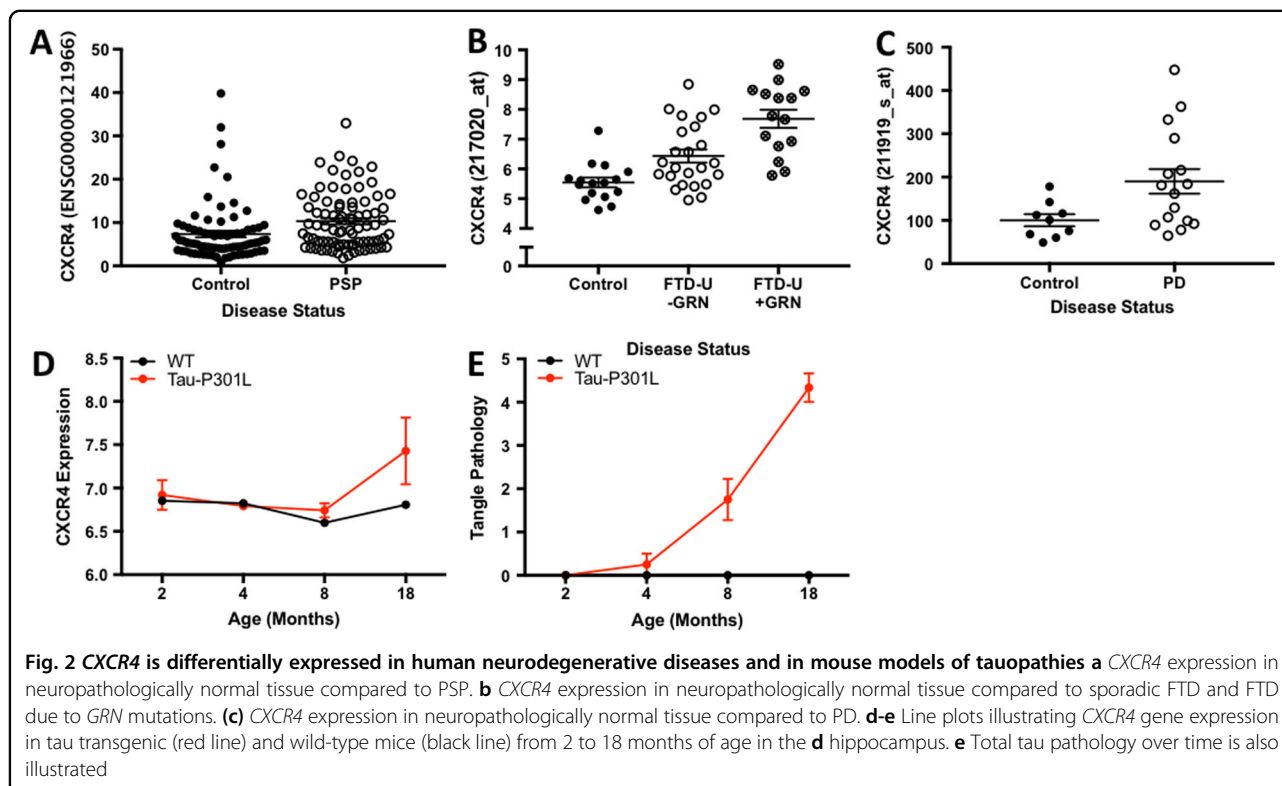 A
CXCR4 (ENSG00000121966)
50
40
30
20
10
0
Control
PSP
Disease Status
B
CXCR4 (217020_at)
10
9
8
7
6
5
4
0
Control
FTD-U
-GRN
FTD-U
+GRN
Disease Status
C
CXCR4 (211919_s_at)
500
400
300
200
100
0
Control
PD
Disease Status
D
WT
Tau-P301L
CXCR4 Expression
8.5
8.0
7.5
7.0
6.5
6.0
2
4
8
18
Age (Months)
E
WT
Tau-P301L
Tangle Pathology
5
4
3
2
1
0
2
4
8
18
Age (Months)
Fig. 2 CXCR4 is differentially expressed in human neurodegenerative diseases and in mouse models of tauopathies a CXCR4 expression in
neuropathologically normal tissue compared to PSP. b CXCR4 expression in neuropathologically normal tissue compared to sporadic FTD and FTD
due to GRN mutations. (c) CXCR4 expression in neuropathologically normal tissue compared to PD. d-e Line plots illustrating CXCR4 gene expression
in tau transgenic (red line) and wild-type mice (black line) from 2 to 18 months of age in the d hippocampus. e Total tau pathology over time is also
illustrated